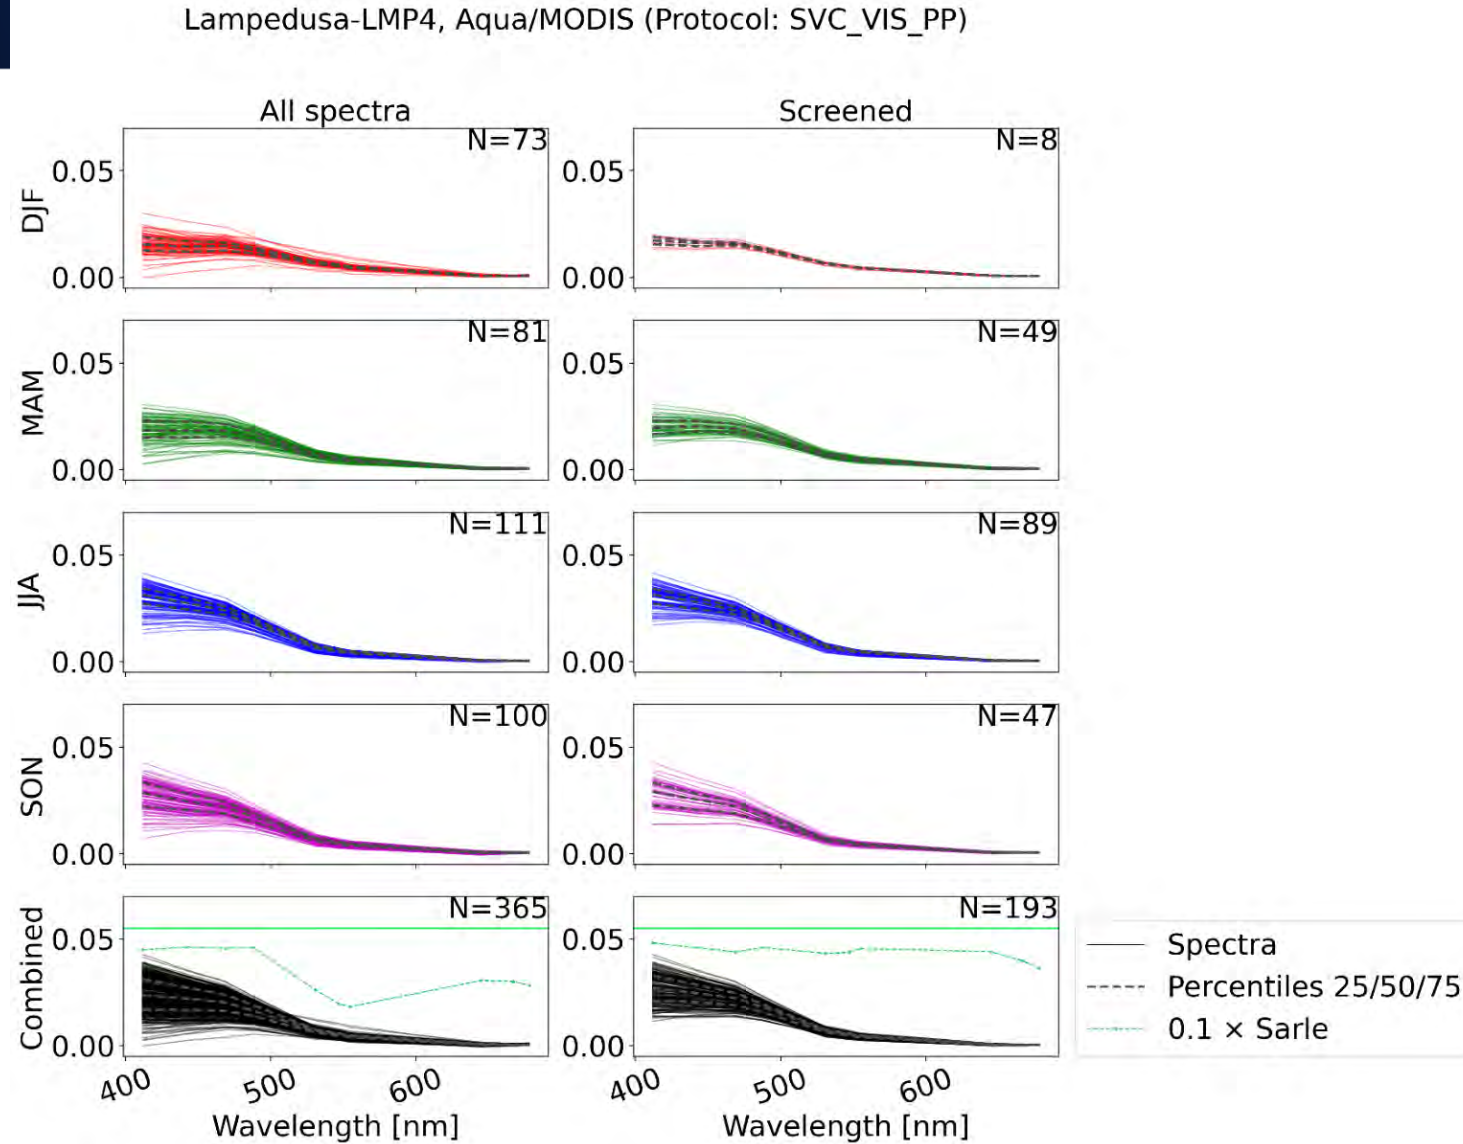 Lampedusa-LMP4, Aqua/MODIS (Protocol: SVC_VIS_PP)
All spectra
Screened
DJF
0.05
0.00
N=73
0.05
0.00
N=8
MAM
0.05
0.00
N=81
0.05
0.00
N=49
JJA
0.05
0.00
N=111
0.05
0.00
N=89
SON
0.05
0.00
N=100
0.05
0.00
N=47
Combined
0.05
0.00
N=365
0.05
0.00
N=193
400
500
600
400
500
600
Wavelength [nm]
Wavelength [nm]
Spectra
Percentiles 25/50/75
0.1 × Sarle